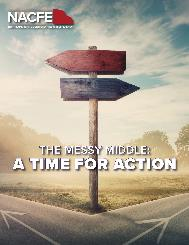 NACFE
THE MESSY MIDDLE:
A TIME FOR ACTION